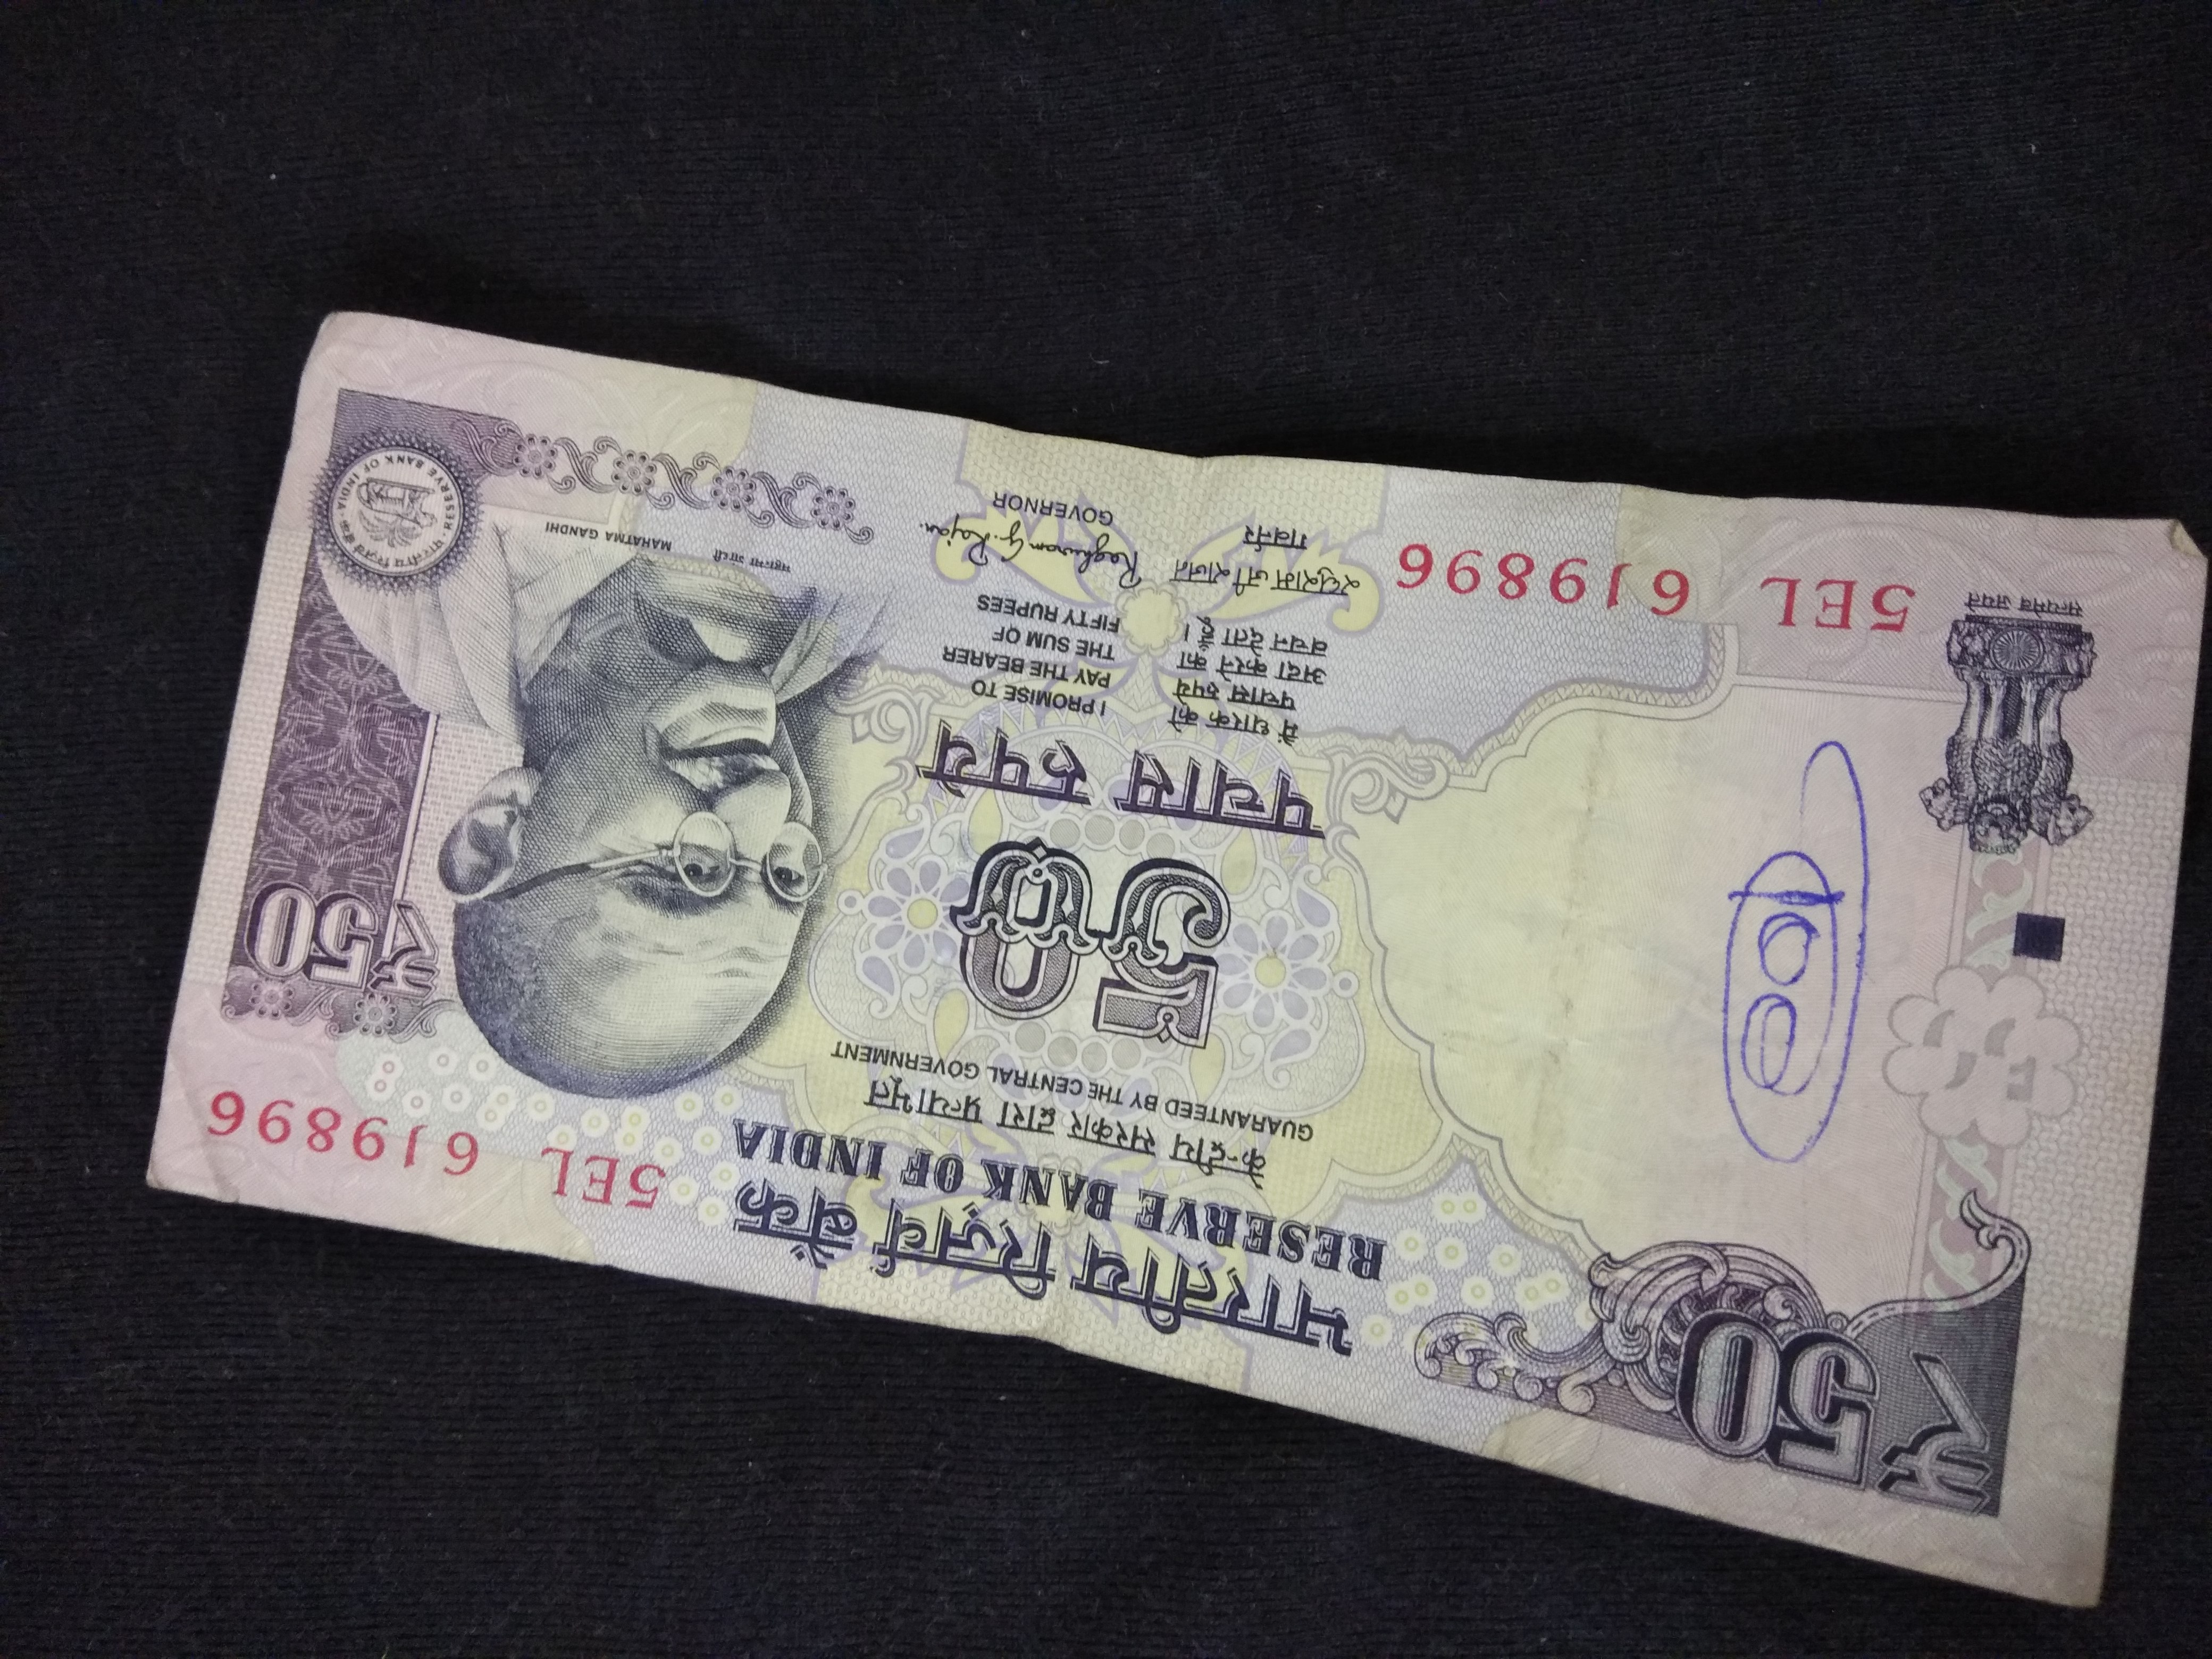 भारतीय रिज़र्व बैंक
RESERVE BANK OF INDIA
₹50
5EL 619896
केन्द्रीय सरकार द्वारा प्रत्याभूत
GUARANTEED BY THE CENTRAL GOVERNMENT
50
५०
₹50
पचास रुपये
मैं धारक को
पचास रुपये
अदा करने का
वचन देता हूँ ।
I PROMISE TO
PAY THE BEARER
THE SUM OF
FIFTY RUPEES
रघुराम जी राजन
गवर्नर
Raghuram G. Rajan.
GOVERNOR
महात्मा गांधी
MAHATMA GANDHI
सत्यमेव जयते
5EL 619896
भारतीय रिज़र्व बैंक
RESERVE BANK OF INDIA